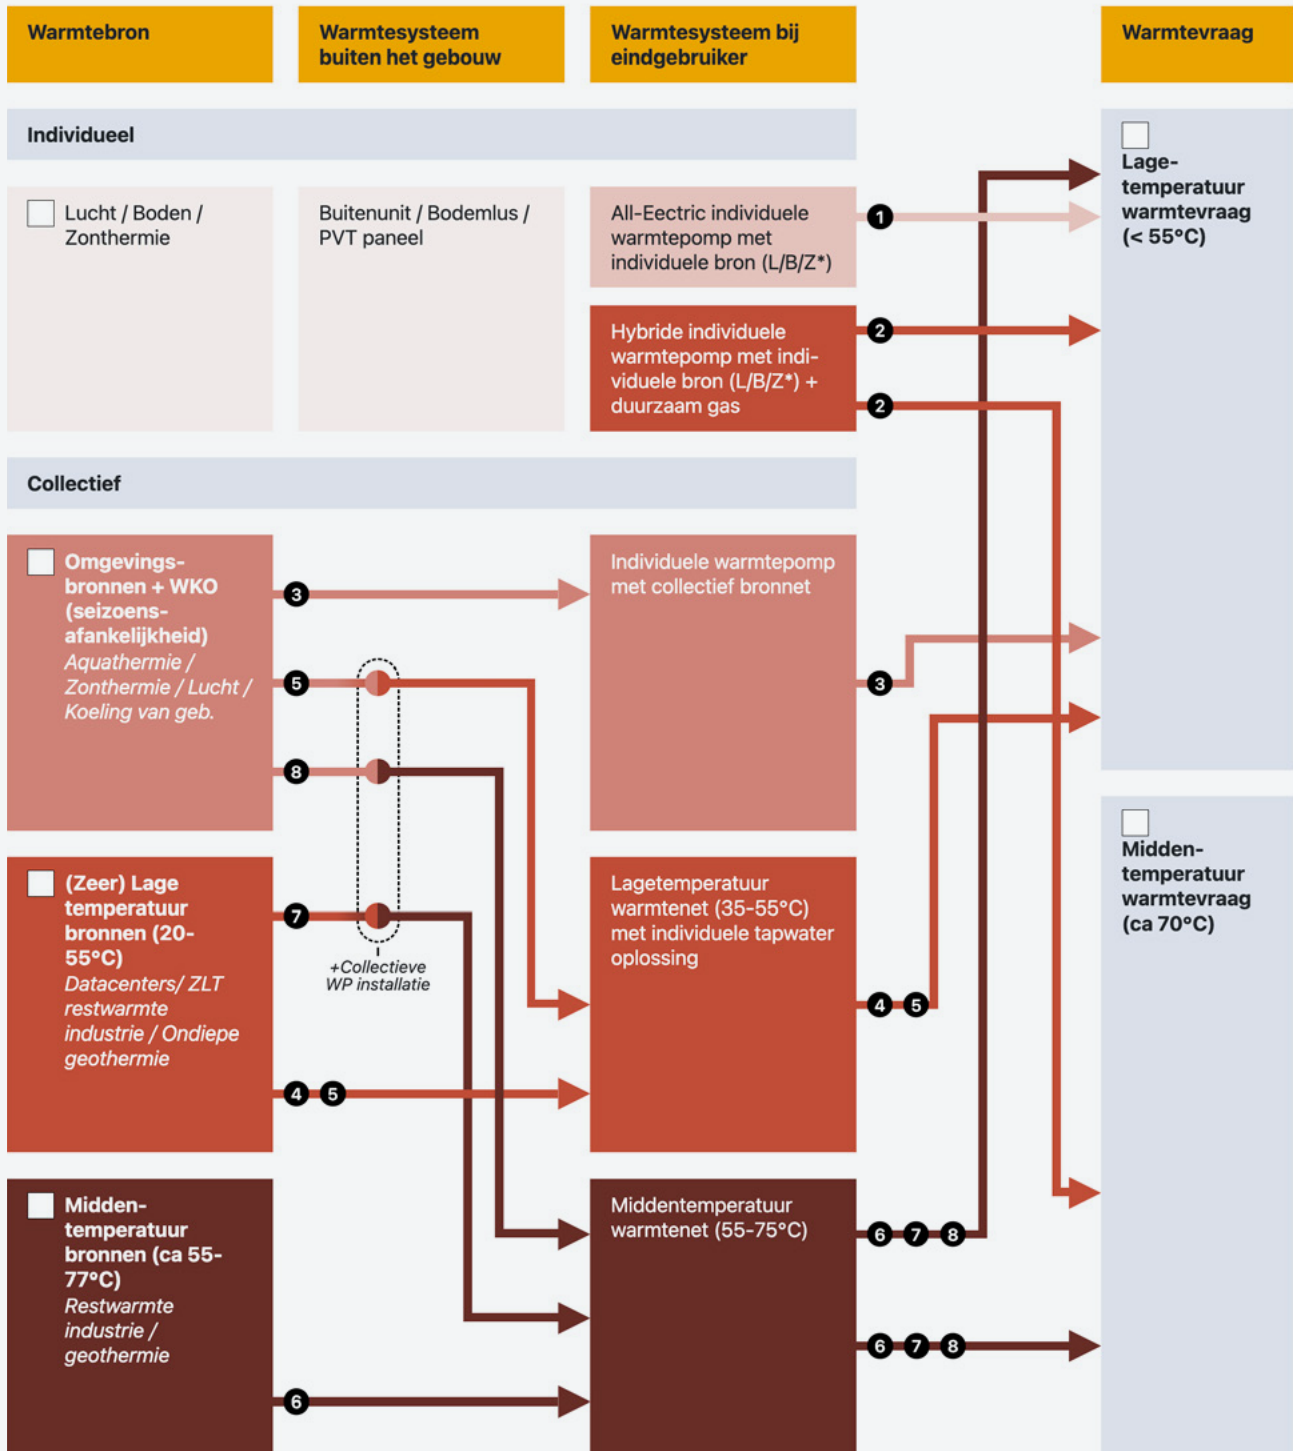 Warmtebron
Warmtesysteem
buiten het gebouw
Warmtesysteem bij
eindgebruiker
Warmtevraag
Individueel
Lucht / Boden /
Zonthermie
Buitenunit / Bodemlus /
PVT paneel
All-Eectric individuele
warmtepomp met
individuele bron (L/B/Z*)
1
Hybride individuele
warmtepomp met indi-
viduele bron (L/B/Z*) +
duurzaam gas
2
2
Lage-
temperatuur
warmtevraag
(< 55°C)
Collectief
Omgevings-
bronnen + WKO
(seizoens-
afankelijkheid)
Aquathermie /
Zonthermie / Lucht /
Koeling van geb.
3
5
8
Individuele warmtepomp
met collectief bronnet
3
(Zeer) Lage
temperatuur
bronnen (20-
55°C)
Datacenters/ ZLT
restwarmte
industrie / Ondiepe
geothermie
7
+Collectieve
WP installatie
4 5
Lagetemperatuur
warmtenet (35-55°C)
met individuele tapwater
oplossing
4 5
Midden-
temperatuur
warmtevraag
(ca 70°C)
Midden-
temperatuur
bronnen (ca 55-
77°C)
Restwarmte
industrie /
geothermie
6
Middentemperatuur
warmtenet (55-75°C)
6 7 8
6 7 8